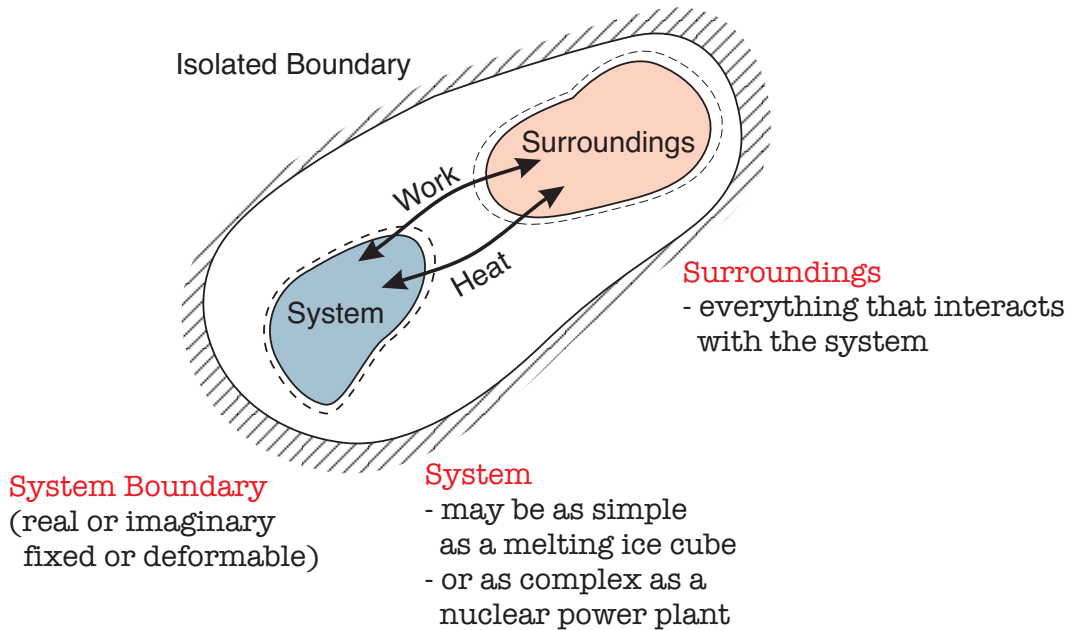 Isolated Boundary
Surroundings
Work
Heat
System
Surroundings
- everything that interacts
with the system
System Boundary
(real or imaginary
fixed or deformable)
System
- may be as simple
as a melting ice cube
- or as complex as a
nuclear power plant